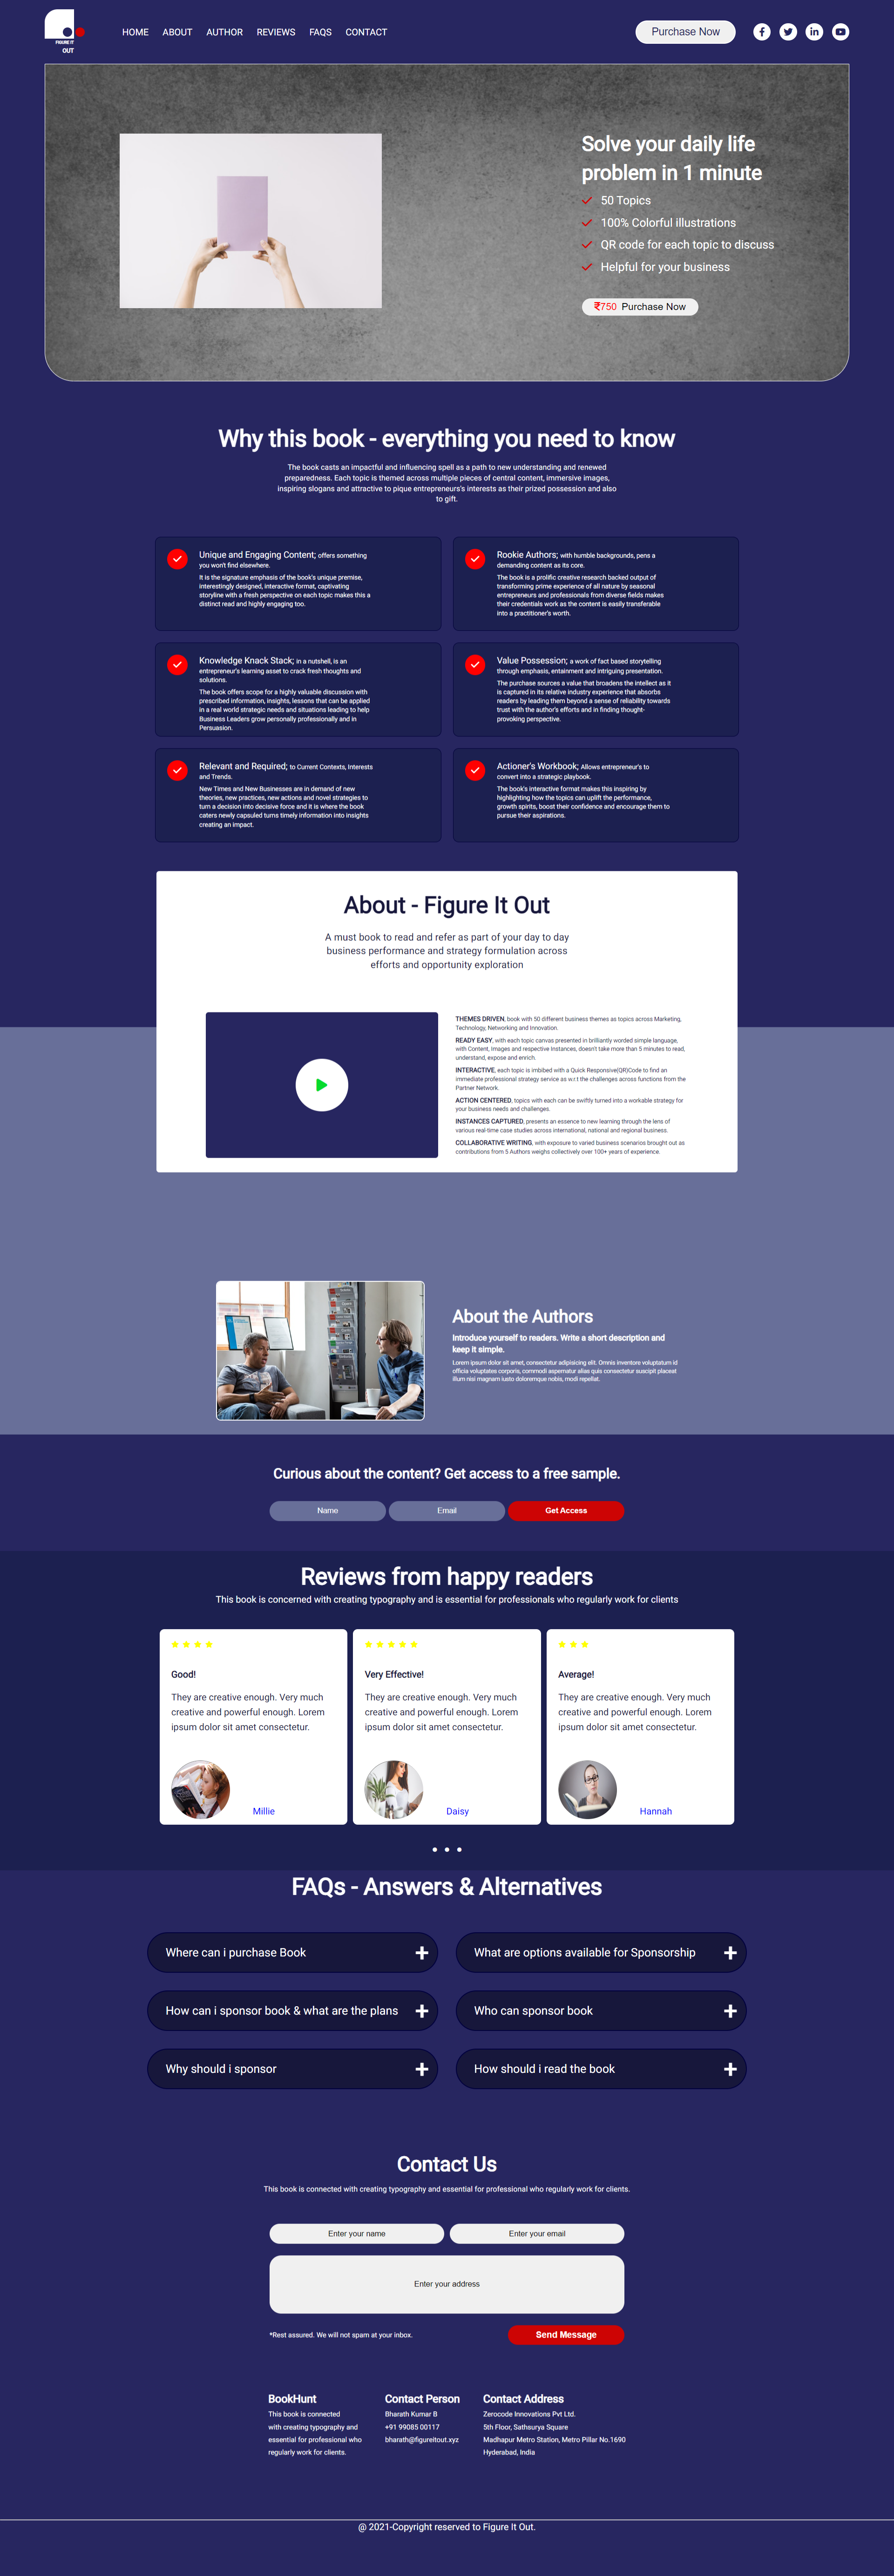 FIGURE IT
OUT
HOME ABOUT AUTHOR REVIEWS FAQS CONTACT
Purchase Now
Solve your daily life
problem in 1 minute
50 Topics
100% Colorful illustrations
QR code for each topic to discuss
Helpful for your business
₹750 Purchase Now
Why this book - everything you need to know
The book casts an impactful and influencing spell as a path to new understanding and renewed
preparedness. Each topic is themed across multiple pieces of central content, immersive images,
inspiring slogans and attractive to pique entrepreneurs's interests as their prized possession and also
to gift.
Unique and Engaging Content; offers something
you won't find elsewhere.
It is the signature emphasis of the book's unique premise,
interestingly designed, interactive format, captivating
storyline with a fresh perspective on each topic makes this a
distinct read and highly engaging too.
Rookie Authors; with humble backgrounds, pens a
demanding content as its core.
The book is a prolific creative research backed output of
transforming prime experience of all nature by seasonal
entrepreneurs and professionals from diverse fields makes
their credentials work as the content is easily transferable
into a practitioner's worth.
Knowledge Knack Stack; in a nutshell, is an
entrepreneur's learning asset to crack fresh thoughts and
solutions.
The book offers scope for a highly valuable discussion with
prescribed information, insights, lessons that can be applied
in a real world strategic needs and situations leading to help
Business Leaders grow personally professionally and in
Persuasion.
Value Possession; a work of fact based storytelling
through emphasis, entainment and intriguing presentation.
The purchase sources a value that broadens the intellect as it
is captured in its relative industry experience that absorbs
readers by leading them beyond a sense of reliability towards
trust with the author's efforts and in finding thought-
provoking perspective.
Relevant and Required; to Current Contexts, Interests
and Trends.
New Times and New Businesses are in demand of new
theories, new practices, new actions and novel strategies to
turn a decision into decisive force and it is where the book
caters newly capsuled turns timely information into insights
creating an impact.
Actioner's Workbook; Allows entrepreneur's to
convert into a strategic playbook.
The book's interactive format makes this inspiring by
highlighting how the topics can uplift the performance,
growth spirits, boost their confidence and encourage them to
pursue their aspirations.
About - Figure It Out
A must book to read and refer as part of your day to day
business performance and strategy formulation across
efforts and opportunity exploration
THEMES DRIVEN, book with 50 different business themes as topics across Marketing,
Technology, Networking and Innovation.
READY EASY, with each topic canvas presented in brilliantly worded simple language,
with Content, Images and respective Instances, doesn't take more than 5 minutes to read,
understand, expose and enrich.
INTERACTIVE, each topic is imbibed with a Quick Responsive(QR)Code to find an
immediate professional strategy service as w.r.t the challenges across functions from the
Partner Network.
ACTION CENTERED, topics with each can be swiftly turned into a workable strategy for
your business needs and challenges.
INSTANCES CAPTURED, presents an essence to new learning through the lens of
various real-time case studies across international, national and regional business.
COLLABORATIVE WRITING, with exposure to varied business scenarios brought out as
contributions from 5 Authors weighs collectively over 100+ years of experience.
About the Authors
Introduce yourself to readers. Write a short description and
keep it simple.
Lorem ipsum dolor sit amet, consectetur adipisicing elit. Omnis inventore voluptatum id
officia voluptates corporis, commodi aspernatur alias quis consectetur suscipit placeat
illum nisi magnam iusto doloremque nobis, modi repellat.
Curious about the content? Get access to a free sample.
Name Email Get Access
Reviews from happy readers
This book is concerned with creating typography and is essential for professionals who regularly work for clients
Good!
They are creative enough. Very much
creative and powerful enough. Lorem
ipsum dolor sit amet consectetur.
Millie
Very Effective!
They are creative enough. Very much
creative and powerful enough. Lorem
ipsum dolor sit amet consectetur.
Daisy
Average!
They are creative enough. Very much
creative and powerful enough. Lorem
ipsum dolor sit amet consectetur.
Hannah
FAQs - Answers & Alternatives
Where can i purchase Book
What are options available for Sponsorship
How can i sponsor book & what are the plans
Who can sponsor book
Why should i sponsor
How should i read the book
Contact Us
This book is connected with creating typography and essential for professional who regularly work for clients.
Enter your name Enter your email
Enter your address
*Rest assured. We will not spam at your inbox.
Send Message
BookHunt
This book is connected
with creating typography and
essential for professional who
regularly work for clients.
Contact Person
Bharath Kumar B
+91 99085 00117
bharath@figureitout.xyz
Contact Address
Zerocode Innovations Pvt Ltd.
5th Floor, Sathsurya Square
Madhapur Metro Station, Metro Pillar No.1690
Hyderabad, India
@ 2021-Copyright reserved to Figure It Out.